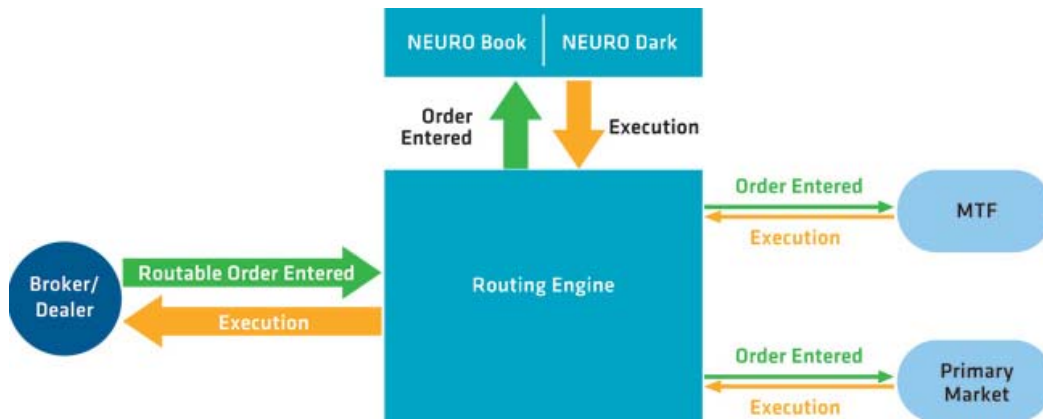 NEURO Book NEURO Dark
Order
Entered
Execution
Order Entered
MTF
Execution
Broker/
Dealer
Routable Order Entered
Execution
Routing Engine
Order Entered
Primary
Market
Execution